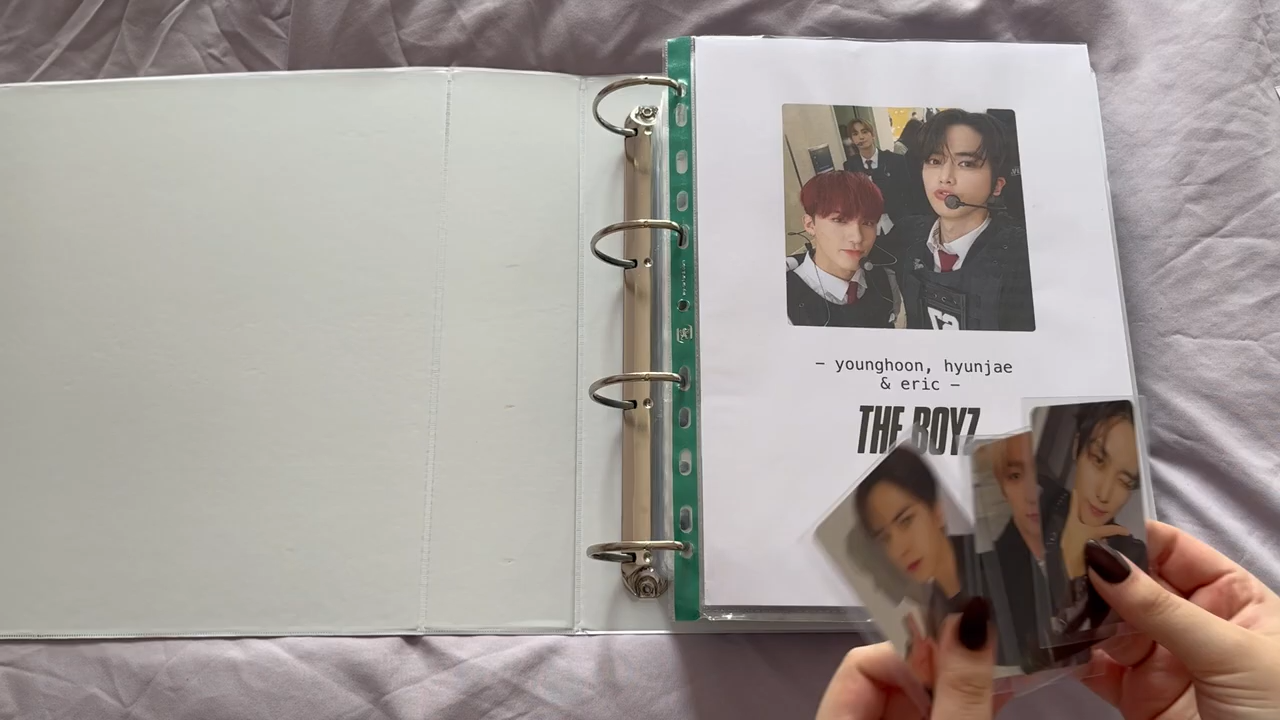 – younghoon, hyunjae
& eric –
THE BOYZ